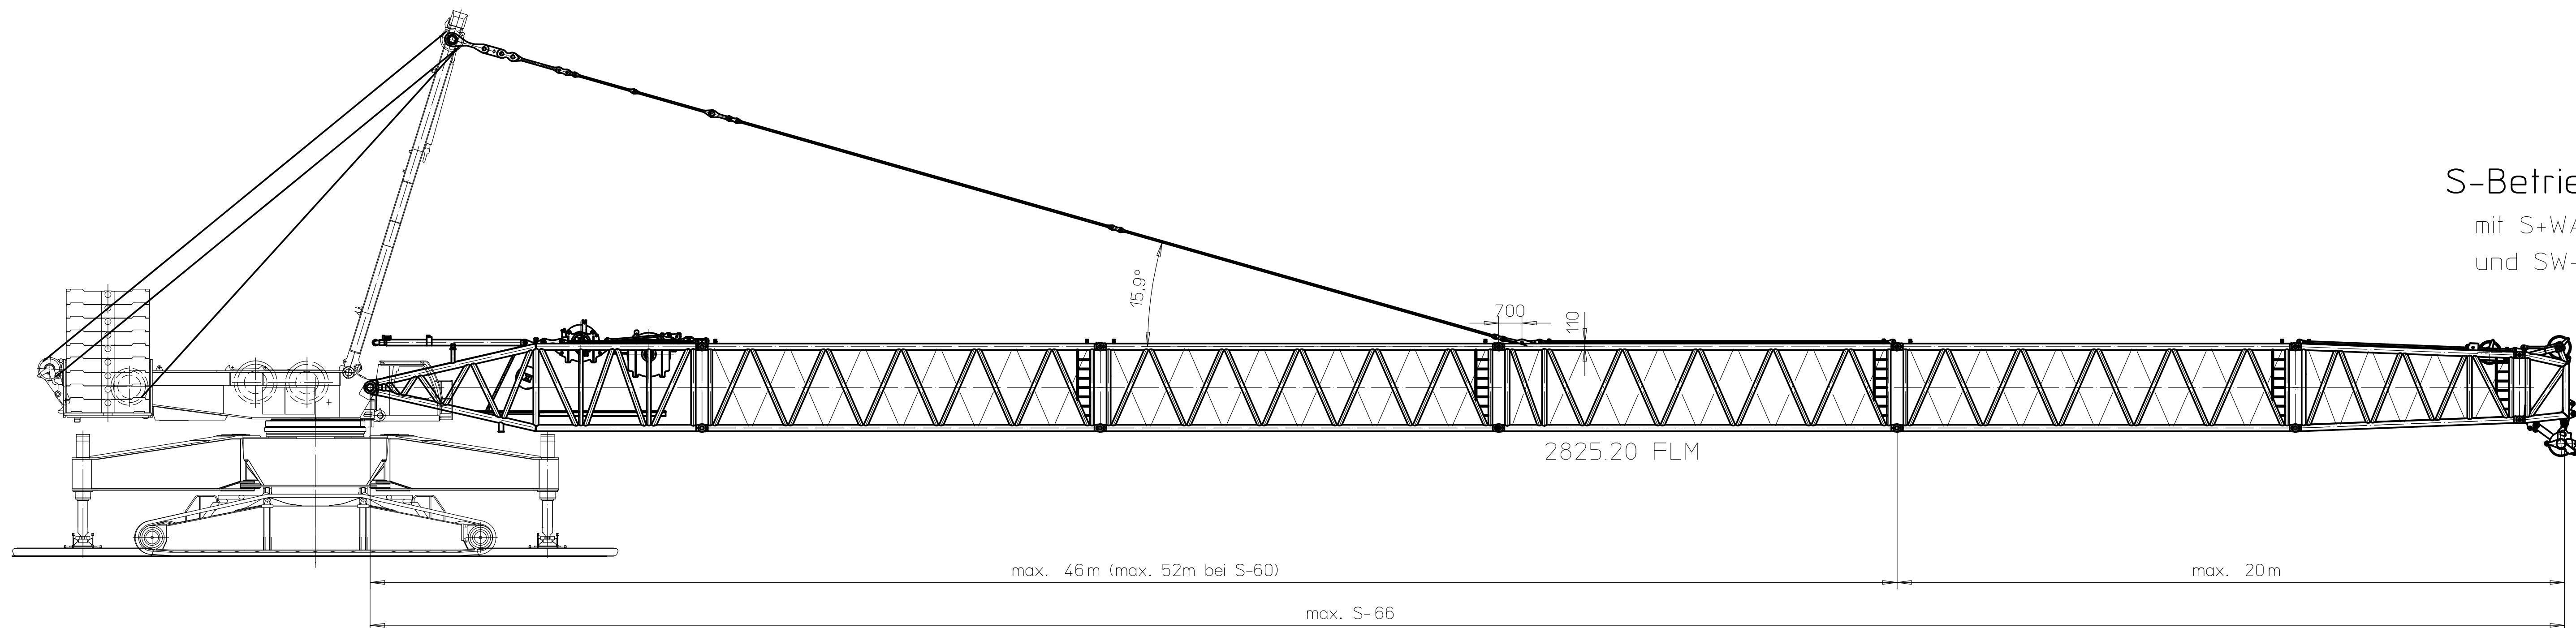 S-Betrie
mit S+WA
und SW-
15,9°
700
110
2825.20 FLM
max. 46m (max. 52m bei S-60)
max. 20m
max. S-66